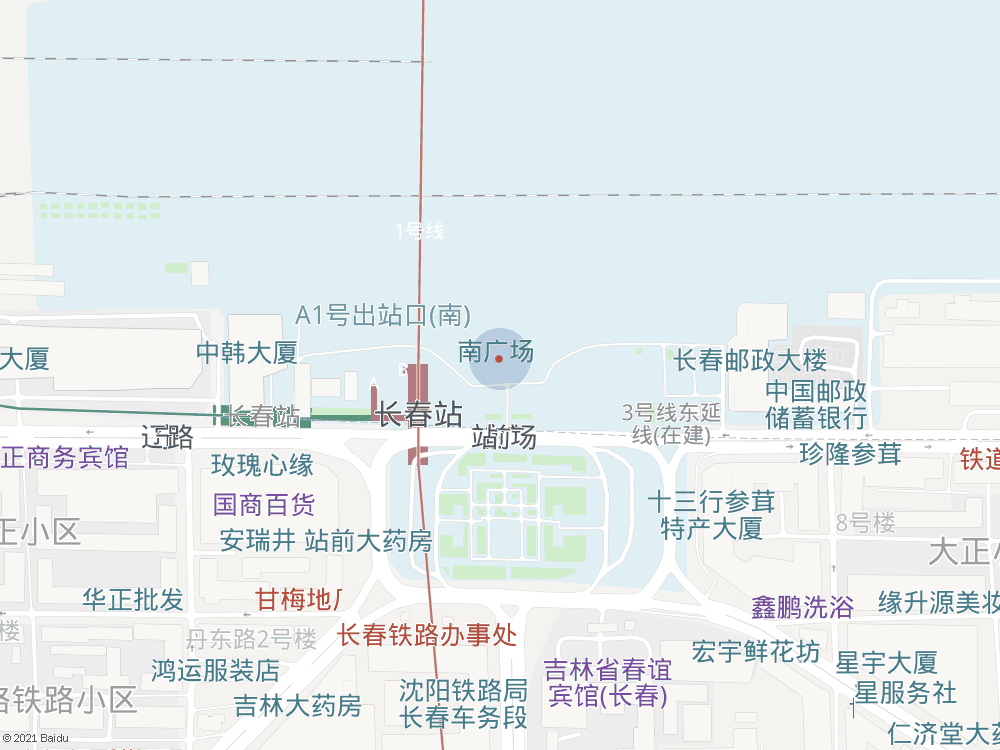 1号线
A1号出站口(南)
大厦
中韩大厦
南广场
长春邮政大楼
中国邮政
储蓄银行
长春站
长春站
3号线东延
线(在建)
辽路
站前
正商务宾馆
玫瑰心缘
珍隆参茸
铁道
国商百货
十三行参茸
特产大厦
8号楼
正小区
安瑞井 站前大药房
大正小
华正批发
甘梅地厂
鑫鹏洗浴
缘升源美妆
楼
丹东路2号楼
长春铁路办事处
宏宇鲜花坊
鸿运服装店
吉林省春谊
宾馆(长春)
星宇大厦
星服务社
路铁路小区
吉林大药房
沈阳铁路局
长春车务段
仁济堂大药
© 2021 Baidu